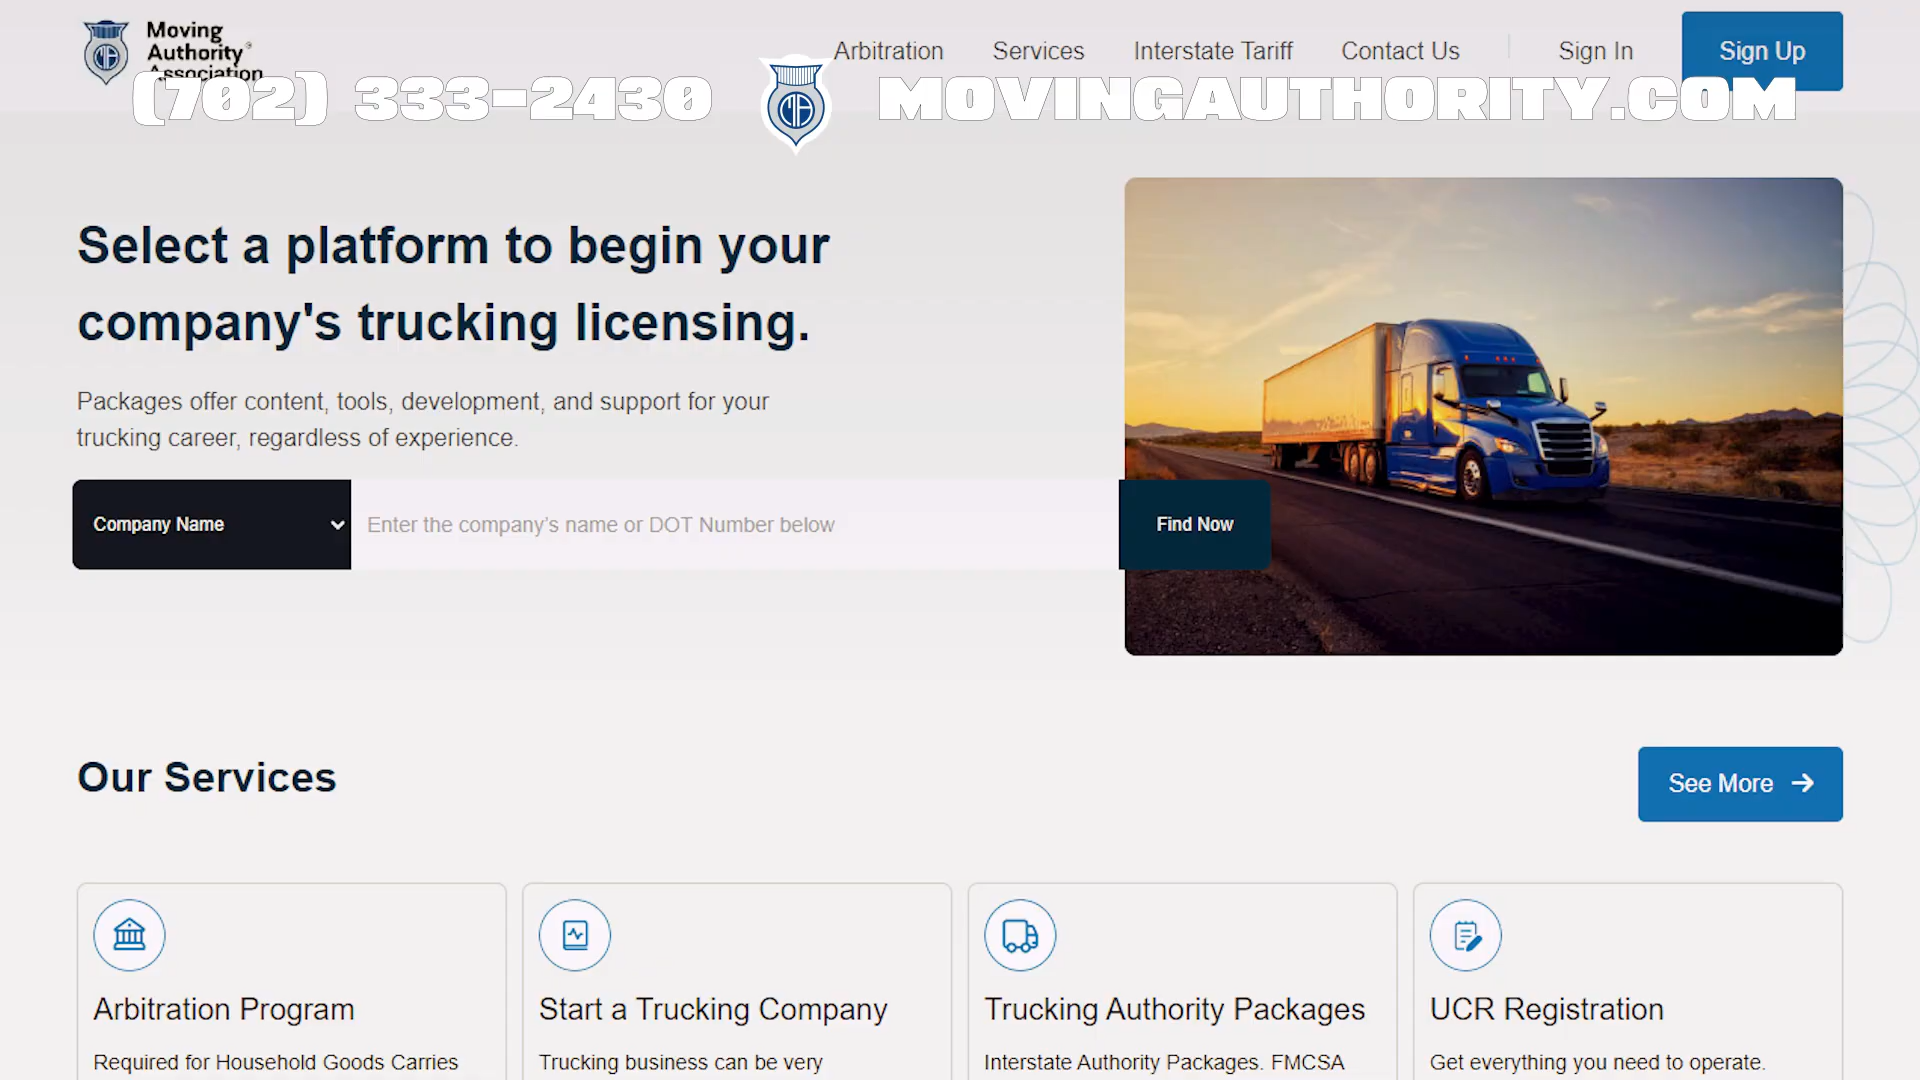 Moving
Authority®
Association
Arbitration
Services
Interstate Tariff
Contact Us
Sign In
Sign Up
(702) 333-2430
MA
MOVINGAUTHORITY.COM
Select a platform to begin your
company's trucking licensing.
Packages offer content, tools, development, and support for your
trucking career, regardless of experience.
Company Name
Enter the company's name or DOT Number below
Find Now
Our Services
See More
Arbitration Program
Required for Household Goods Carries
Start a Trucking Company
Trucking business can be very
Trucking Authority Packages
Interstate Authority Packages. FMCSA
UCR Registration
Get everything you need to operate.